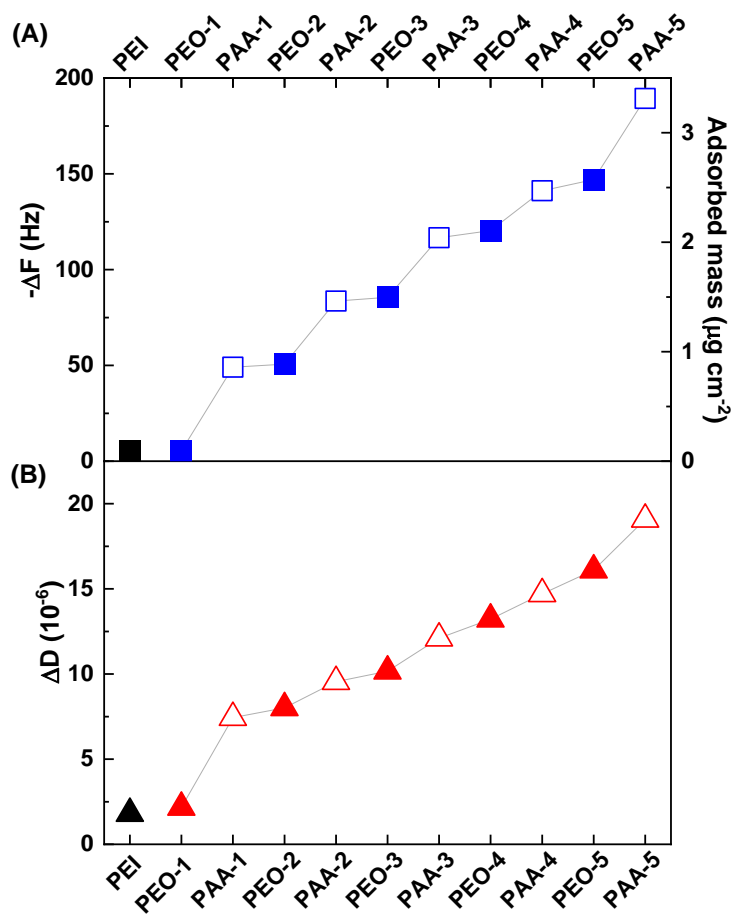 (A)
PEI PEO-1 PAA-1 PEO-2 PAA-2 PEO-3 PAA-3 PEO-4 PAA-4 PEO-5 PAA-5
200
150
100
50
0
-ΔF (Hz)
3
2
1
0
Adsorbed mass (μg cm-2)
(B)
20
15
10
5
0
ΔD (10-6)
PEI PEO-1 PAA-1 PEO-2 PAA-2 PEO-3 PAA-3 PEO-4 PAA-4 PEO-5 PAA-5